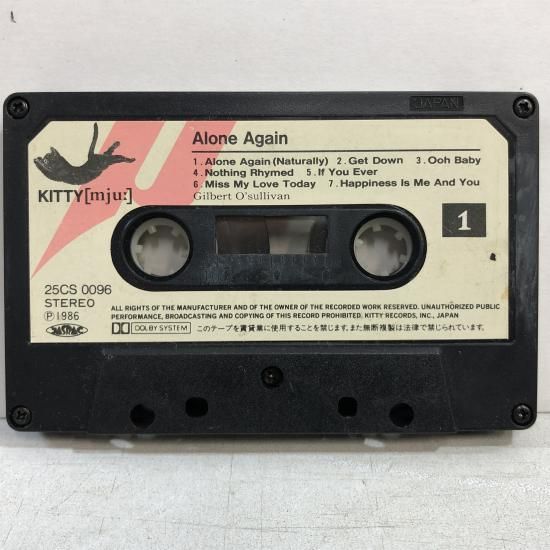 JAPAN
Alone Again
1. Alone Again (Naturally) 2. Get Down 3. Ooh Baby
4. Nothing Rhymed 5. If You Ever
6. Miss My Love Today 7. Happiness Is Me And You
Gilbert O'sullivan
KITTY[mju:]
1
25CS 0096
STEREO
Ⓟ1986
JASRAC
ALL RIGHTS OF THE MANUFACTURER AND OF THE OWNER OF THE RECORDED WORK RESERVED. UNAUTHORIZED PUBLIC
PERFORMANCE, BROADCASTING AND COPYING OF THIS RECORD PROHIBITED. KITTY RECORDS, INC., JAPAN
DOLBY SYSTEM このテープを賃貸業に使用することを禁じます。また無断複製は法律で禁じられています。